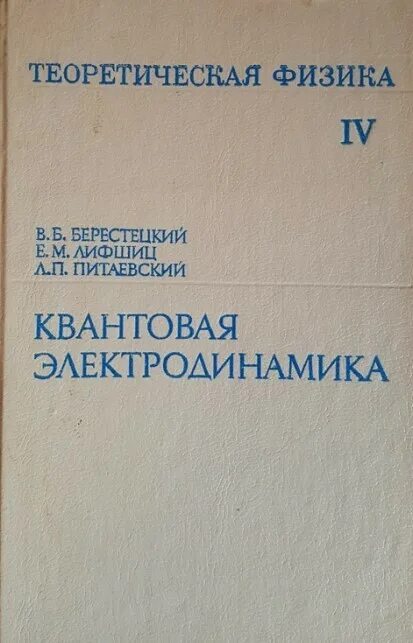 ТЕОРЕТИЧЕСКАЯ ФИЗИКА
IV
В.Б. БЕРЕСТЕЦКИЙ
Е.М. ЛИФШИЦ
Л.П. ПИТАЕВСКИЙ
КВАНТОВАЯ
ЭЛЕКТРОДИНАМИКА